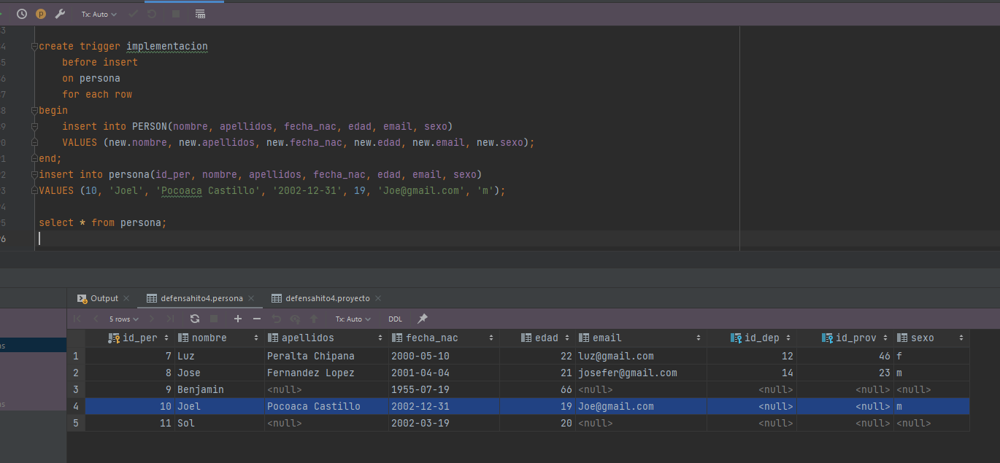 Tx: Auto
create trigger implementacion
before insert
on persona
for each row
begin
insert into PERSON(nombre, apellidos, fecha_nac, edad, email, sexo)
VALUES (new.nombre, new.apellidos, new.fecha_nac, new.edad, new.email, new.sexo);
end;
insert into persona(id_per, nombre, apellidos, fecha_nac, edad, email, sexo)
VALUES (10, 'Joel', 'Pocoaca Castillo', '2002-12-31', 19, 'Joe@gmail.com', 'm');
select * from persona;
Output defensahito4.persona defensahito4.proyecto
5 rows Tx: Auto DDL
id_per nombre apellidos fecha_nac edad email id_dep id_prov sexo
1 7 Luz Peralta Chipana 2000-05-10 22 luz@gmail.com 12 46 f
2 8 Jose Fernandez Lopez 2001-04-04 21 josefer@gmail.com 14 23 m
3 9 Benjamin <null> 1955-07-19 66 <null> <null> <null> <null>
4 10 Joel Pocoaca Castillo 2002-12-31 19 Joe@gmail.com <null> <null> m
5 11 Sol <null> 2002-03-19 20 <null> <null> <null> <null>